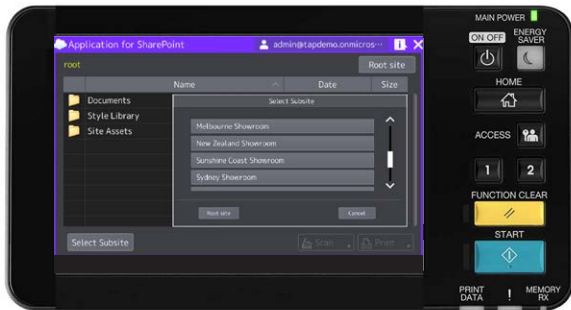 MAIN POWER
Application for SharePoint
admin@tapdemo.onmicros...
ON OFF
ENERGY SAVER
root
Root site
Name
Date
Size
HOME
Documents
Style Library
Site Assets
Select Subsite
Melbourne Showroom
New Zealand Showroom
Sunshine Coast Showroom
Sydney Showroom
Root site
Cancel
ACCESS
1
2
FUNCTION CLEAR
START
Select Subsite
Scan
Print
PRINT DATA
!
MEMORY RX